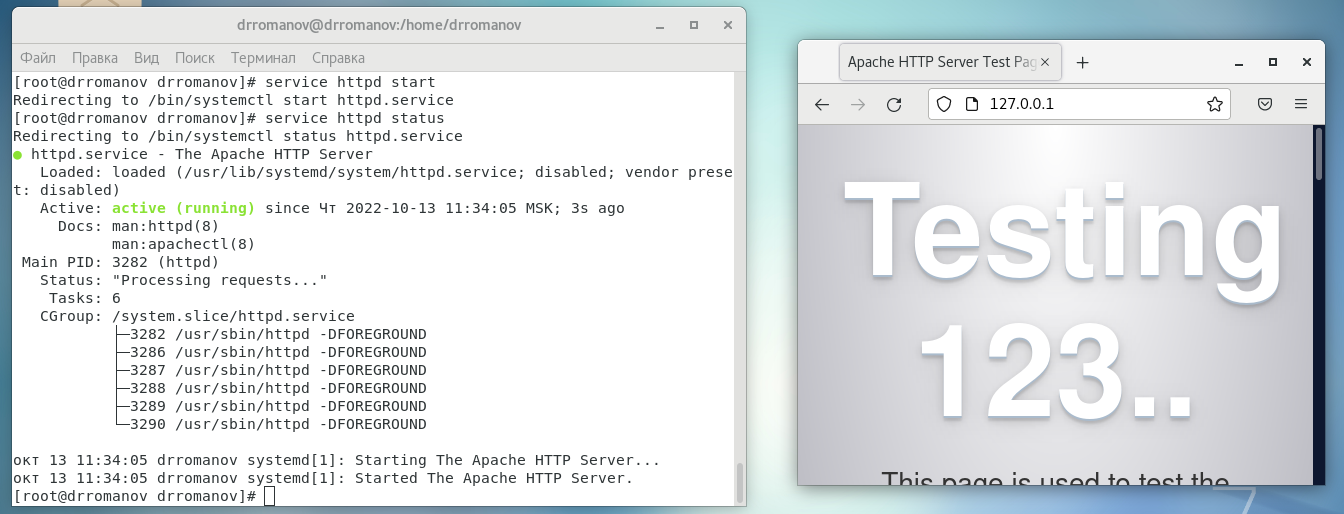 drromanov@drromanov:/home/drromanov
Файл Правка Вид Поиск Терминал Справка
[root@drromanov drromanov]# service httpd start
Redirecting to /bin/systemctl start httpd.service
[root@drromanov drromanov]# service httpd status
Redirecting to /bin/systemctl status httpd.service
● httpd.service - The Apache HTTP Server
   Loaded: loaded (/usr/lib/systemd/system/httpd.service; disabled; vendor prese
t: disabled)
   Active: active (running) since Чт 2022-10-13 11:34:05 MSK; 3s ago
     Docs: man:httpd(8)
           man:apachectl(8)
 Main PID: 3282 (httpd)
   Status: "Processing requests..."
    Tasks: 6
   CGroup: /system.slice/httpd.service
           ├─3282 /usr/sbin/httpd -DFOREGROUND
           ├─3286 /usr/sbin/httpd -DFOREGROUND
           ├─3287 /usr/sbin/httpd -DFOREGROUND
           ├─3288 /usr/sbin/httpd -DFOREGROUND
           ├─3289 /usr/sbin/httpd -DFOREGROUND
           └─3290 /usr/sbin/httpd -DFOREGROUND
окт 13 11:34:05 drromanov systemd[1]: Starting The Apache HTTP Server...
окт 13 11:34:05 drromanov systemd[1]: Started The Apache HTTP Server.
[root@drromanov drromanov]#
Apache HTTP Server Test Pag
127.0.0.1
Testing
123..
This page is used to test the
7